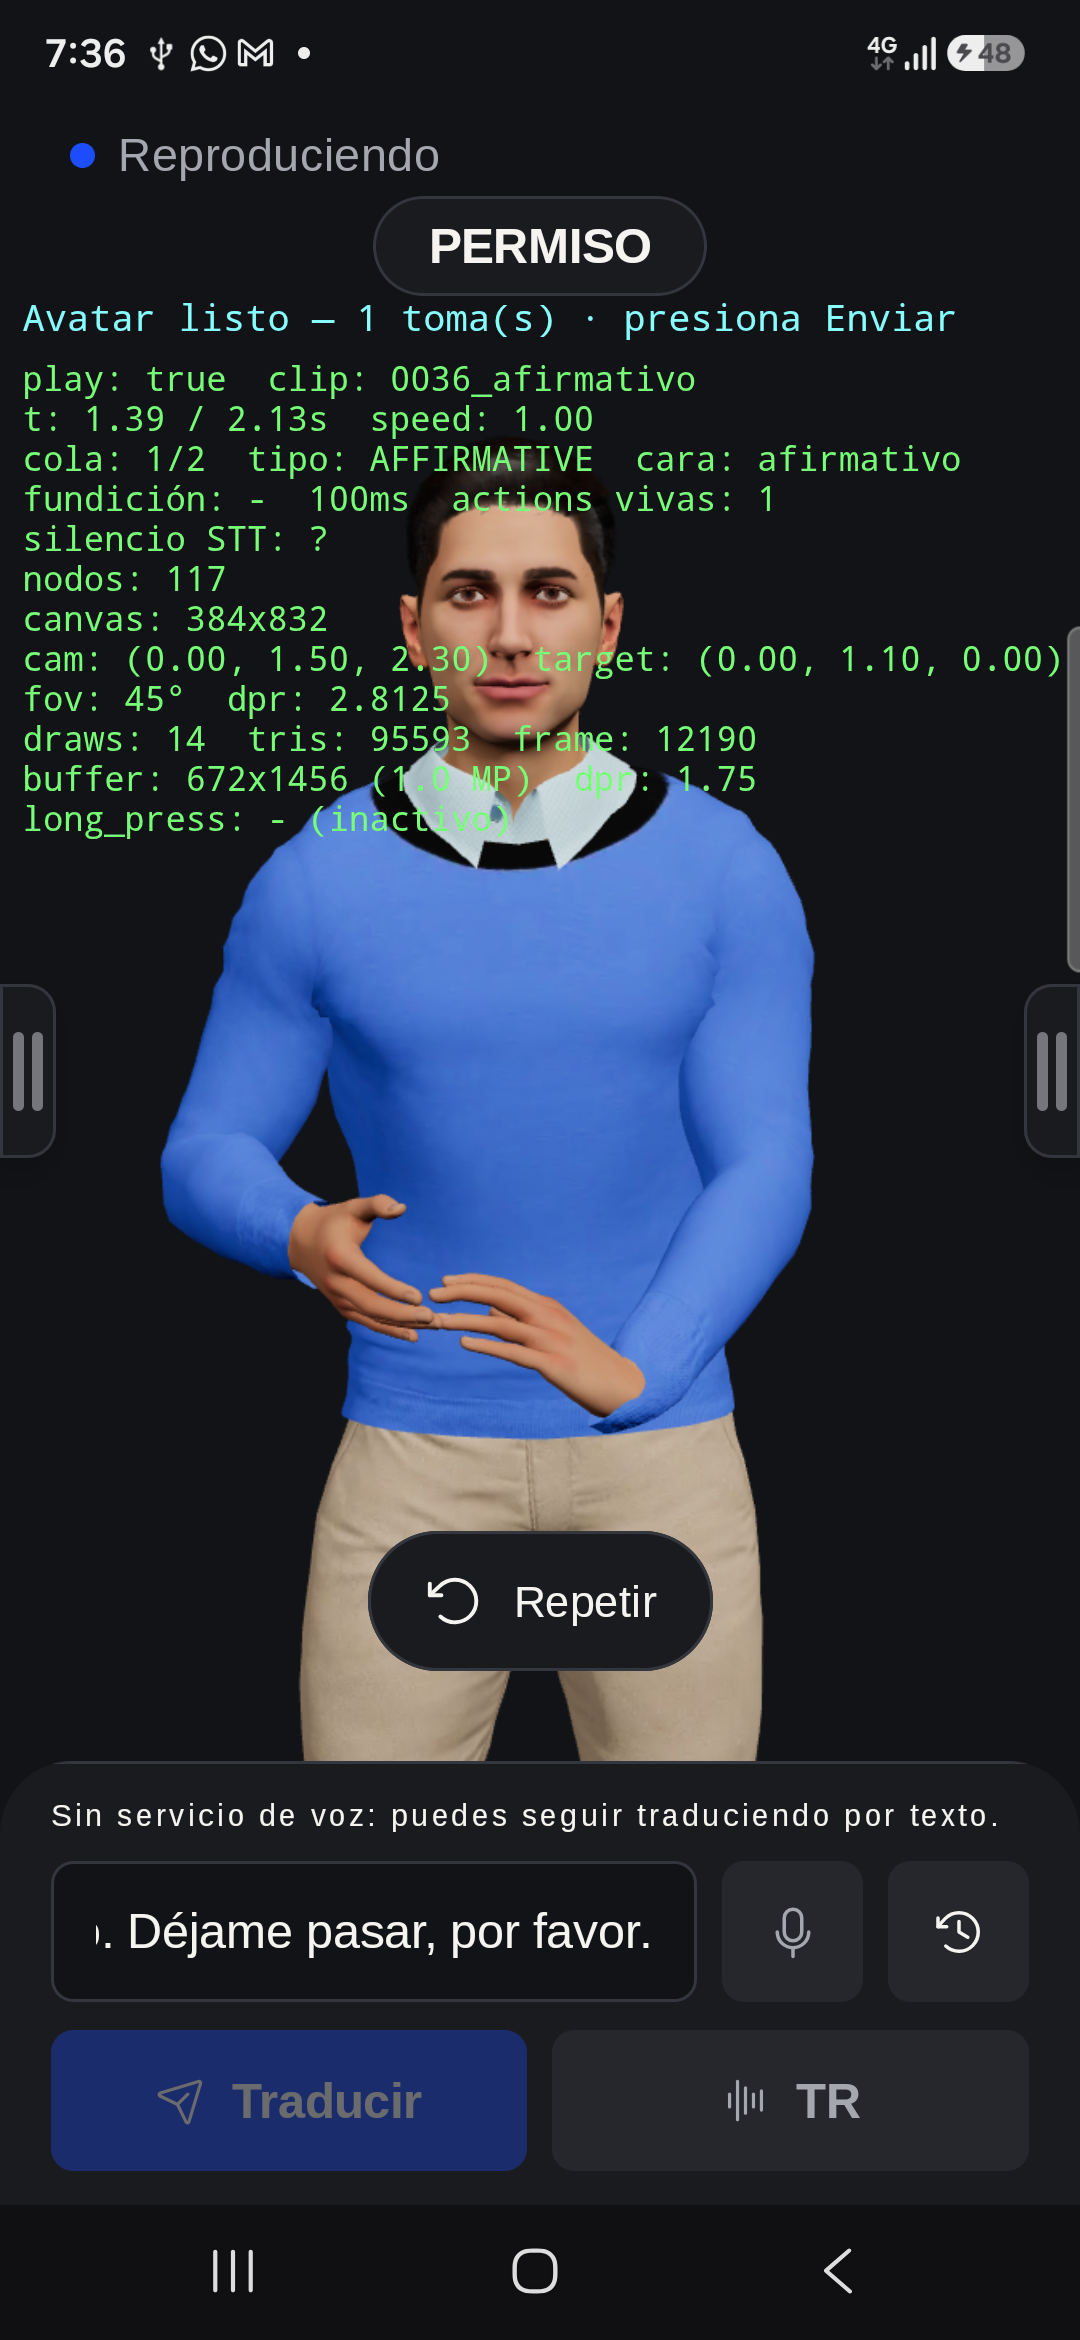 7:36
4G
48
Reproduciendo
PERMISO
Avatar listo — 1 toma(s) · presiona Enviar
play: true  clip: 0036_afirmativo
t: 1.39 / 2.13s  speed: 1.00
cola: 1/2  tipo: AFFIRMATIVE  cara: afirmativo
fundición: -  100ms  actions vivas: 1
silencio STT: ?
nodos: 117
canvas: 384x832
cam: (0.00, 1.50, 2.30)  target: (0.00, 1.10, 0.00)
fov: 45°  dpr: 2.8125
draws: 14  tris: 95593  frame: 12190
buffer: 672x1456 (1.0 MP)  dpr: 1.75
long_press: - (inactivo)
Repetir
Sin servicio de voz: puedes seguir traduciendo por texto.
. Déjame pasar, por favor.
Traducir
TR